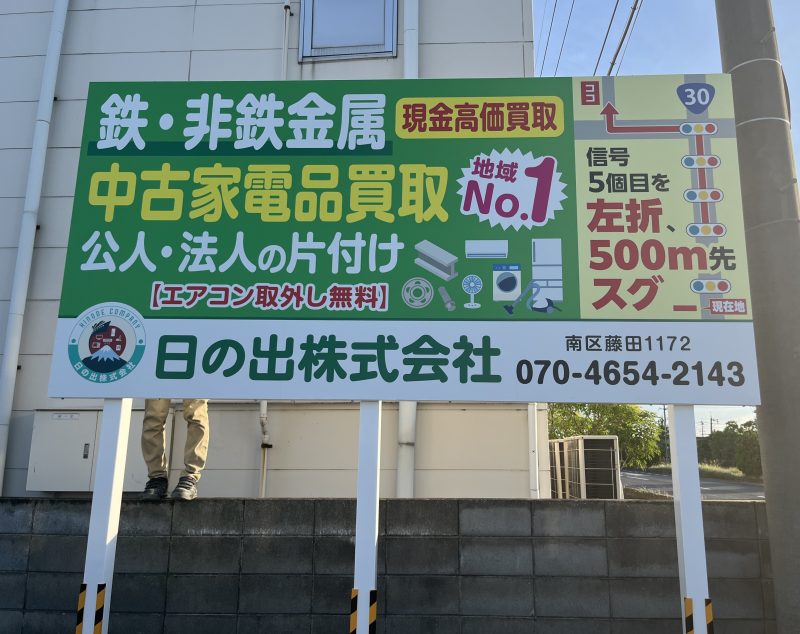 鉄・非鉄金属
現金高価買取
中古家電品買取
地域
No.1
公人・法人の片付け
【エアコン取外し無料】
ココ
30
信号
5個目を
左折、
500m先
スグ
現在地
HINODE COMPANY
日の出株式会社
日の出株式会社
南区藤田1172
070-4654-2143